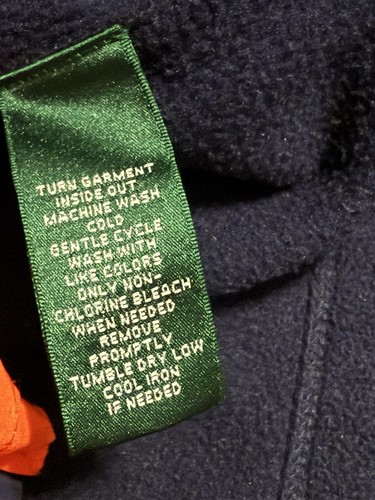 TURN GARMENT
INSIDE OUT
MACHINE WASH
COLD
GENTLE CYCLE
WASH WITH
LIKE COLORS
ONLY NON-
CHLORINE BLEACH
WHEN NEEDED
REMOVE
PROMPTLY
TUMBLE DRY LOW
COOL IRON
IF NEEDED